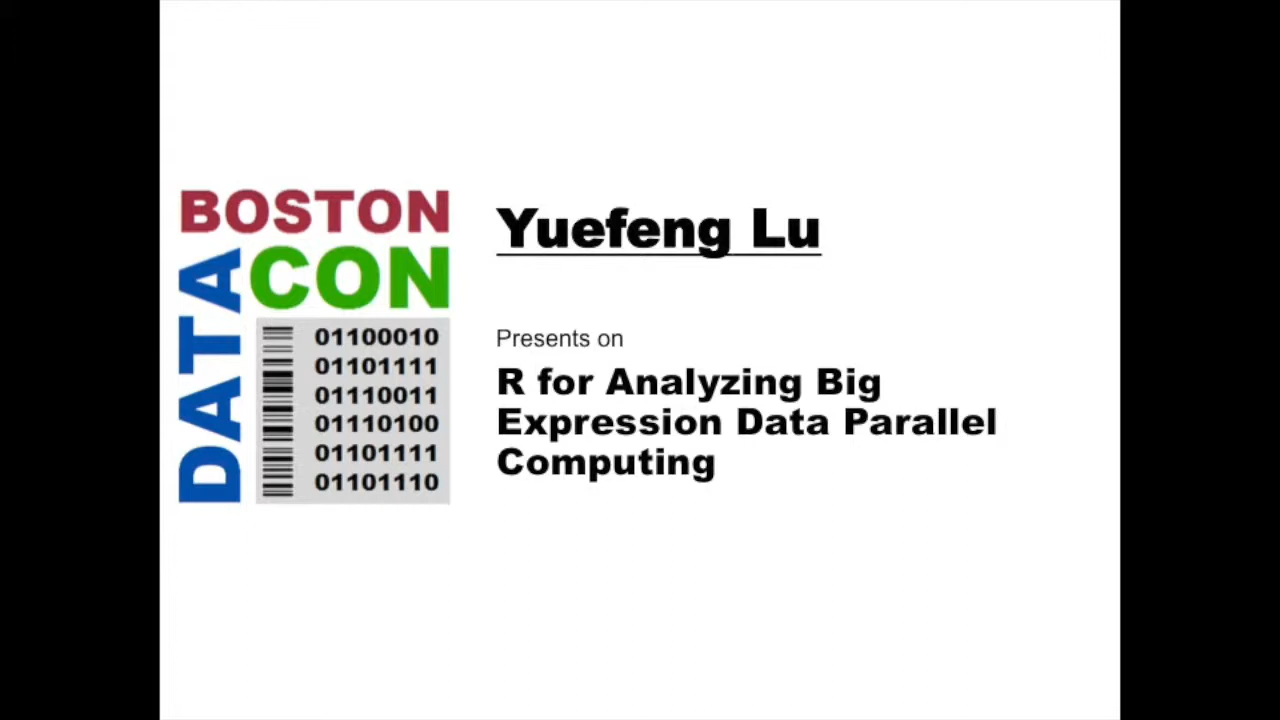 BOSTON
DATA
CON
01100010
01101111
01110011
01110100
01101111
01101110
Yuefeng Lu
Presents on
R for Analyzing Big
Expression Data Parallel
Computing